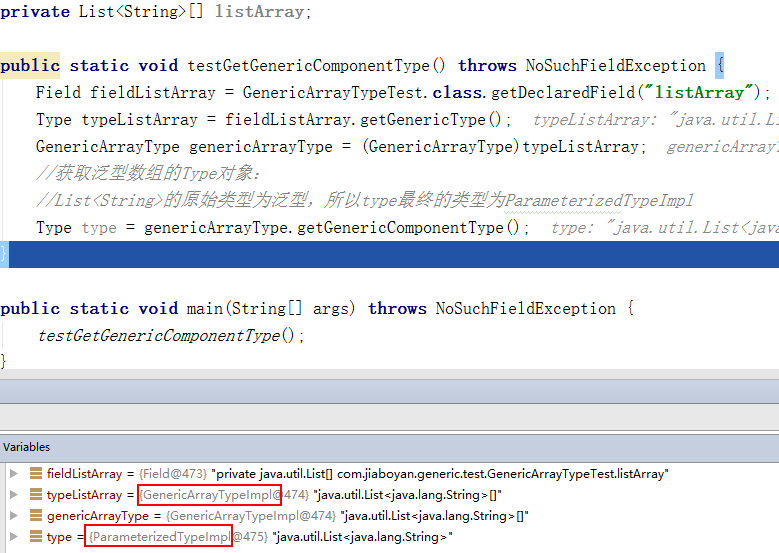 private List<String>[] listArray;
public static void testGetGenericComponentType() throws NoSuchFieldException {
Field fieldListArray = GenericArrayTypeTest.class.getDeclaredField("listArray");
Type typeListArray = fieldListArray.getGenericType(); typeListArray: "java.util.Li
GenericArrayType genericArrayType = (GenericArrayType)typeListArray; genericArrayT
//获取泛型数组的Type对象:
//List<String>的原始类型为泛型, 所以type最终的类型为ParameterizedTypeImpl
Type type = genericArrayType.getGenericComponentType(); type: "java.util.List<java
}
public static void main(String[] args) throws NoSuchFieldException {
testGetGenericComponentType();
}
Variables
fieldListArray = {Field@473} "private java.util.List[] com.jiaboyan.generic.test.GenericArrayTypeTest.listArray"
typeListArray = {GenericArrayTypeImpl@474} "java.util.List<java.lang.String>[]"
genericArrayType = {GenericArrayTypeImpl@474} "java.util.List<java.lang.String>[]"
type = {ParameterizedTypeImpl@475} "java.util.List<java.lang.String>"